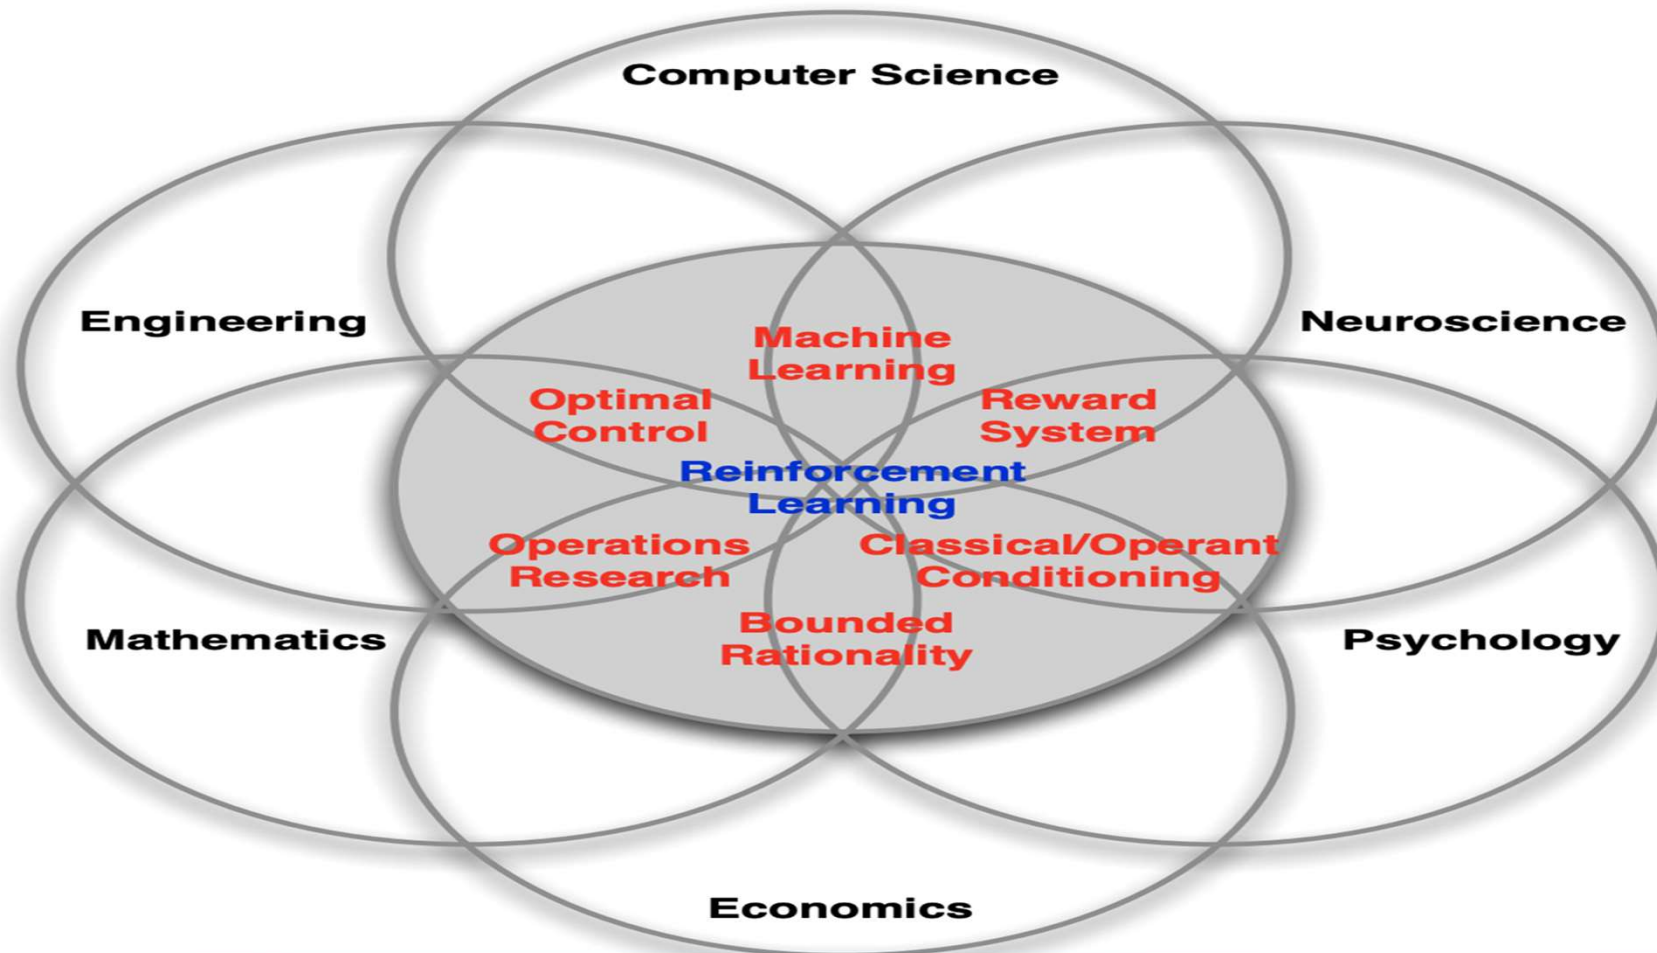 Computer Science
Engineering
Neuroscience
Machine
Learning
Optimal
Control
Reward
System
Reinforcement
Learning
Operations
Research
Classical/Operant
Conditioning
Bounded
Rationality
Mathematics
Psychology
Economics